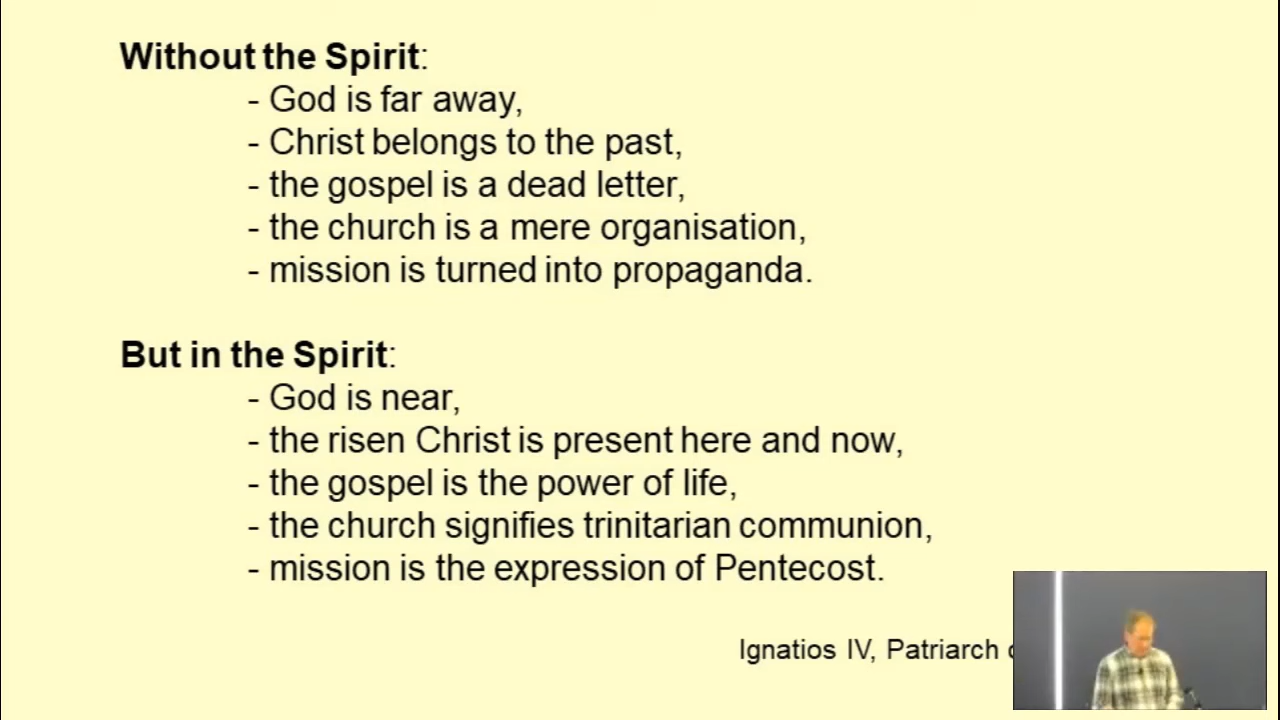 Without the Spirit:
- God is far away,
- Christ belongs to the past,
- the gospel is a dead letter,
- the church is a mere organisation,
- mission is turned into propaganda.
But in the Spirit:
- God is near,
- the risen Christ is present here and now,
- the gospel is the power of life,
- the church signifies trinitarian communion,
- mission is the expression of Pentecost.
Ignatios IV, Patriarch